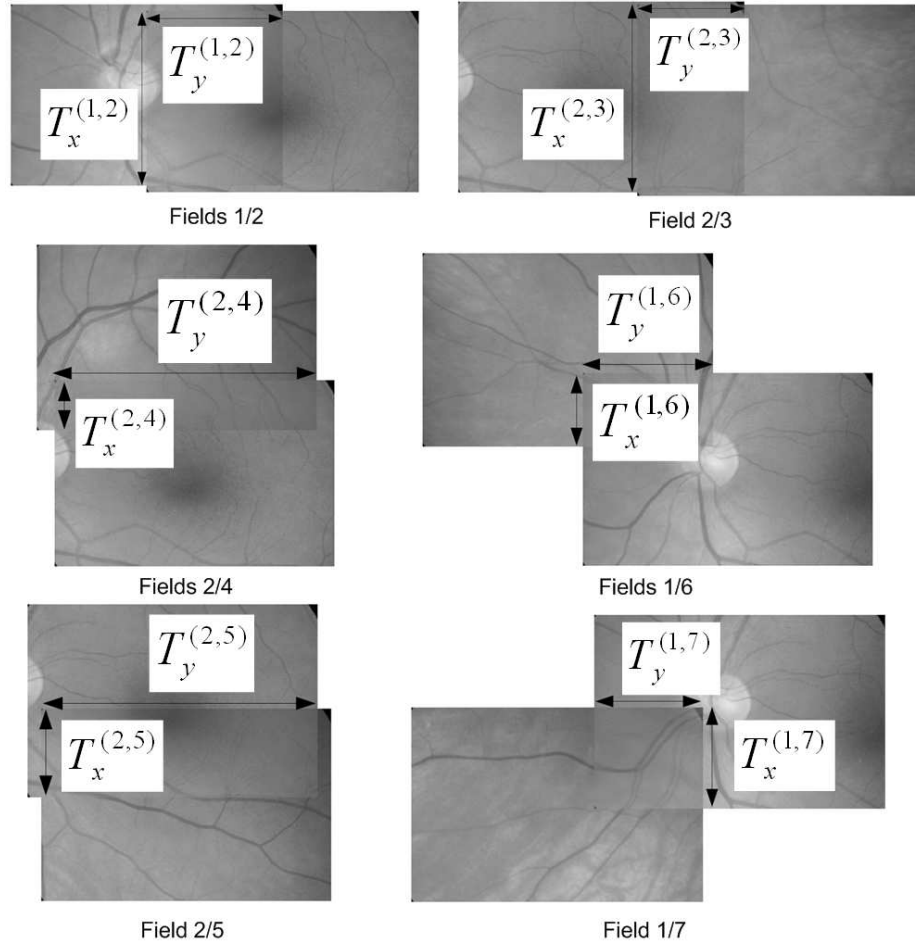 T_y^(1,2)
T_x^(1,2)
Fields 1/2
T_y^(2,3)
T_x^(2,3)
Field 2/3
T_y^(2,4)
T_x^(2,4)
Fields 2/4
T_y^(1,6)
T_x^(1,6)
Fields 1/6
T_y^(2,5)
T_x^(2,5)
Field 2/5
T_y^(1,7)
T_x^(1,7)
Field 1/7